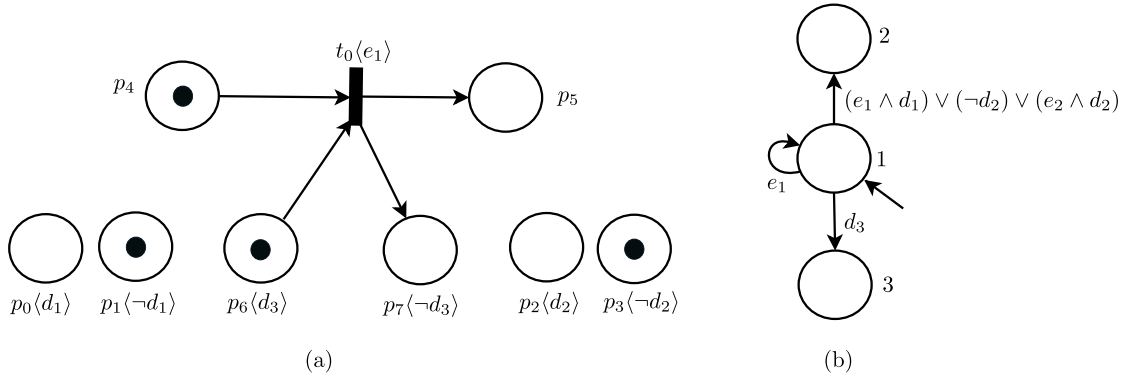 t₀⟨e₁⟩
p₄
p₅
p₀⟨d₁⟩ p₁⟨¬d₁⟩ p₆⟨d₃⟩ p₇⟨¬d₃⟩ p₂⟨d₂⟩ p₃⟨¬d₂⟩
(a)
2
(e₁ ∧ d₁) ∨ (¬d₂) ∨ (e₂ ∧ d₂)
1
e₁
d₃
3
(b)